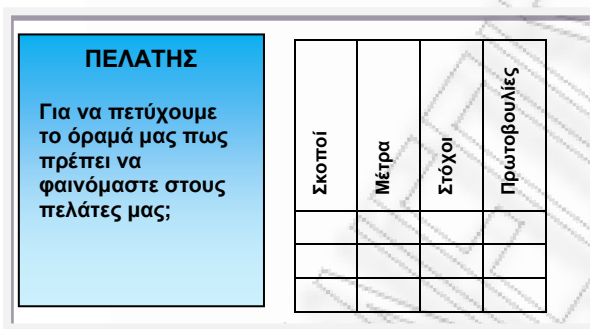 ΠΕΛΑΤΗΣ
Για να πετύχουμε
το όραμά μας πως
πρέπει να
φαινόμαστε στους
πελάτες μας;
Σκοποί
Μέτρα
Στόχοι
Πρωτοβουλίες